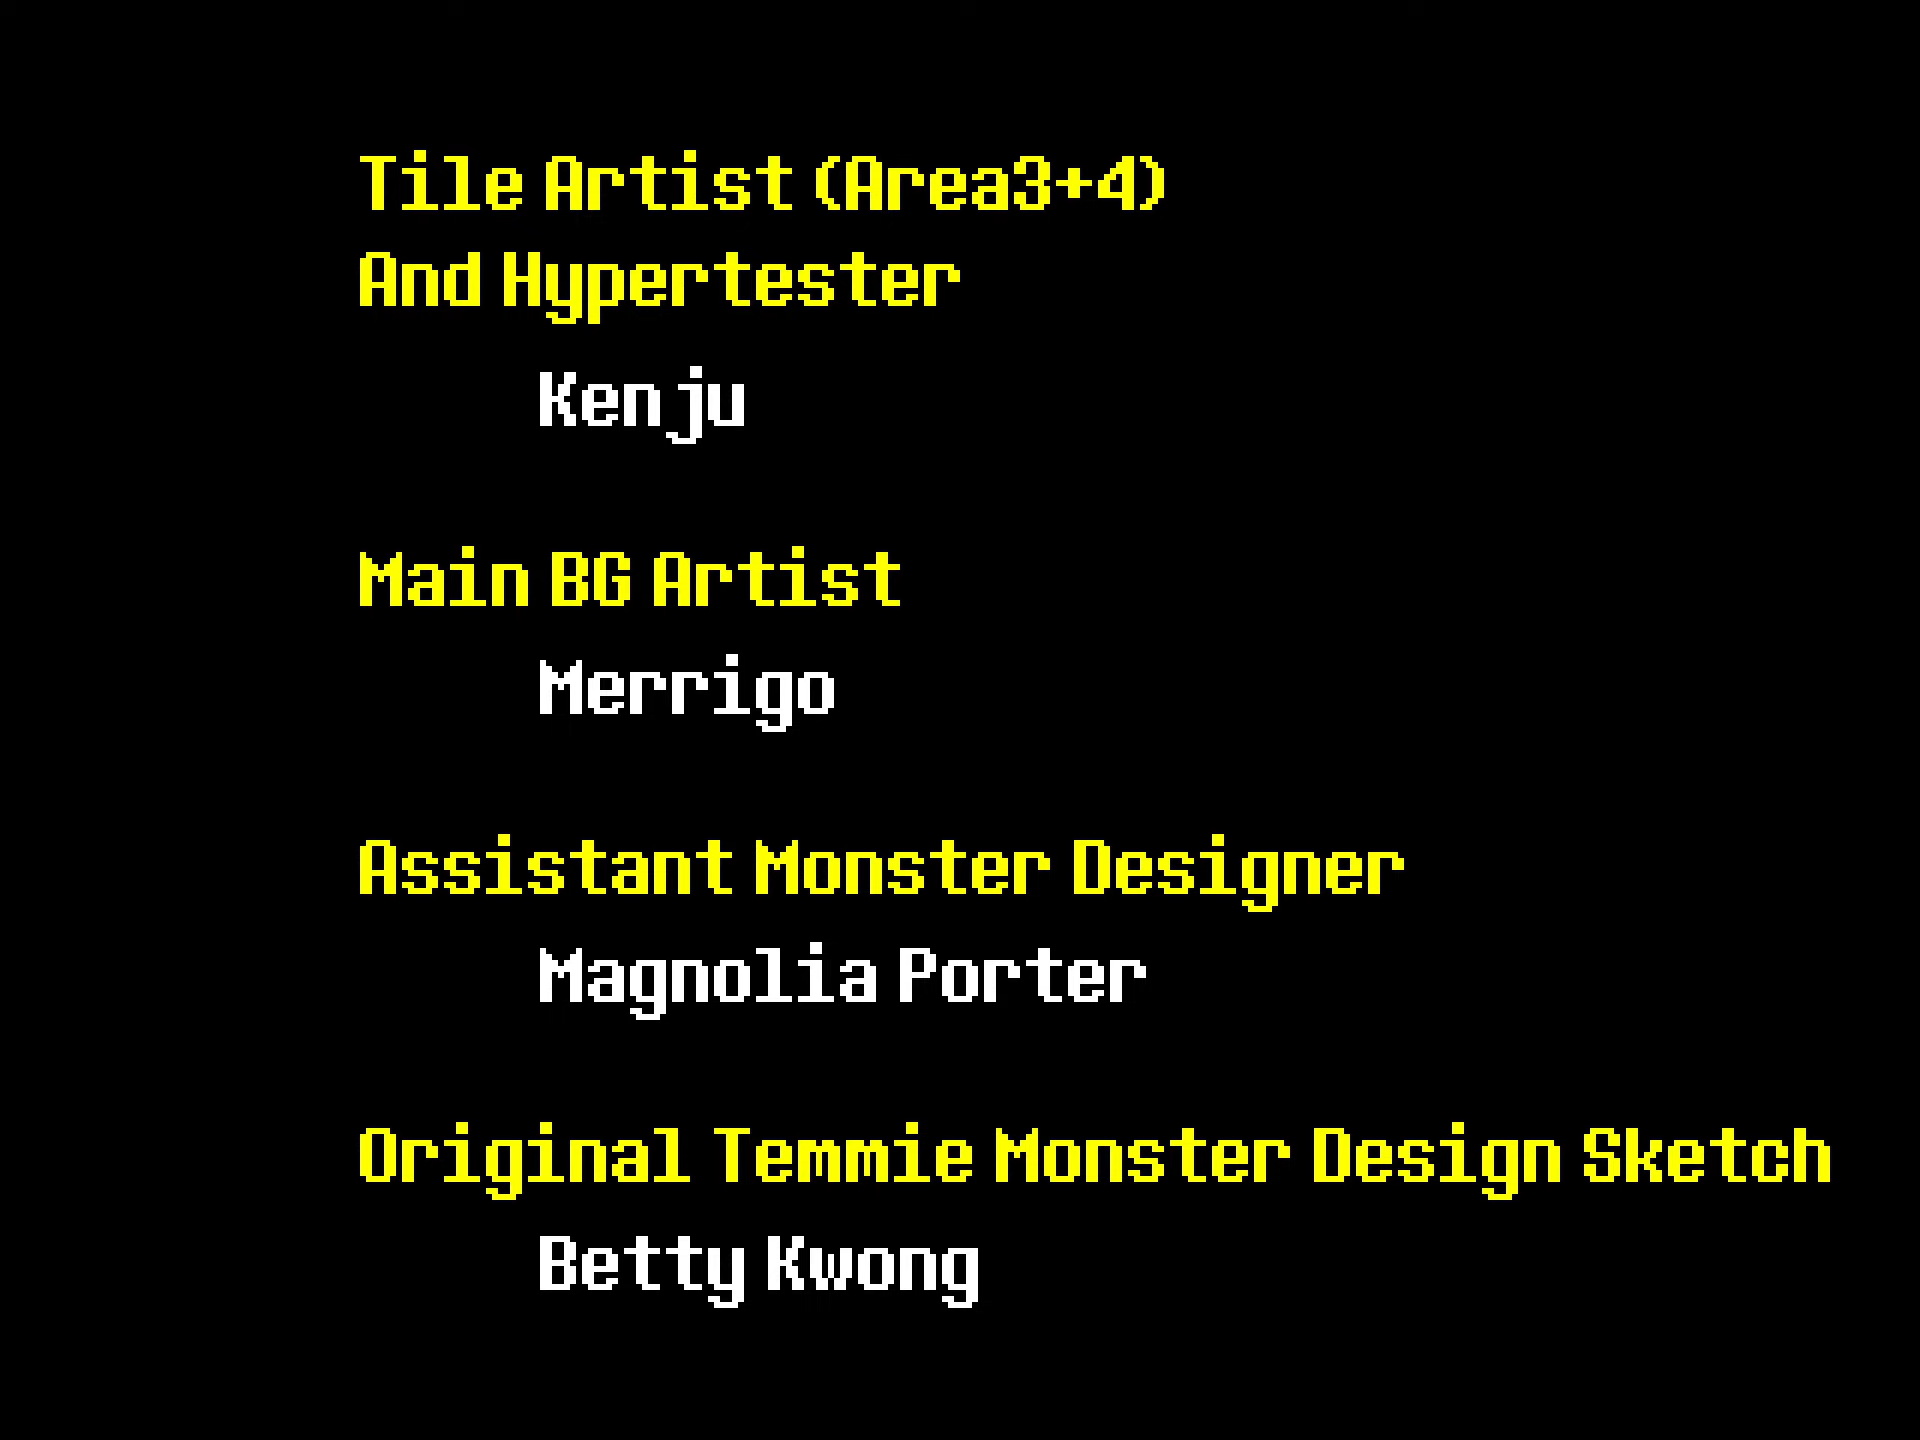 Tile Artist (Area3+4)
And Hypertester
Kenju
Main BG Artist
Merrigo
Assistant Monster Designer
Magnolia Porter
Original Temmie Monster Design Sketch
Betty Kwong